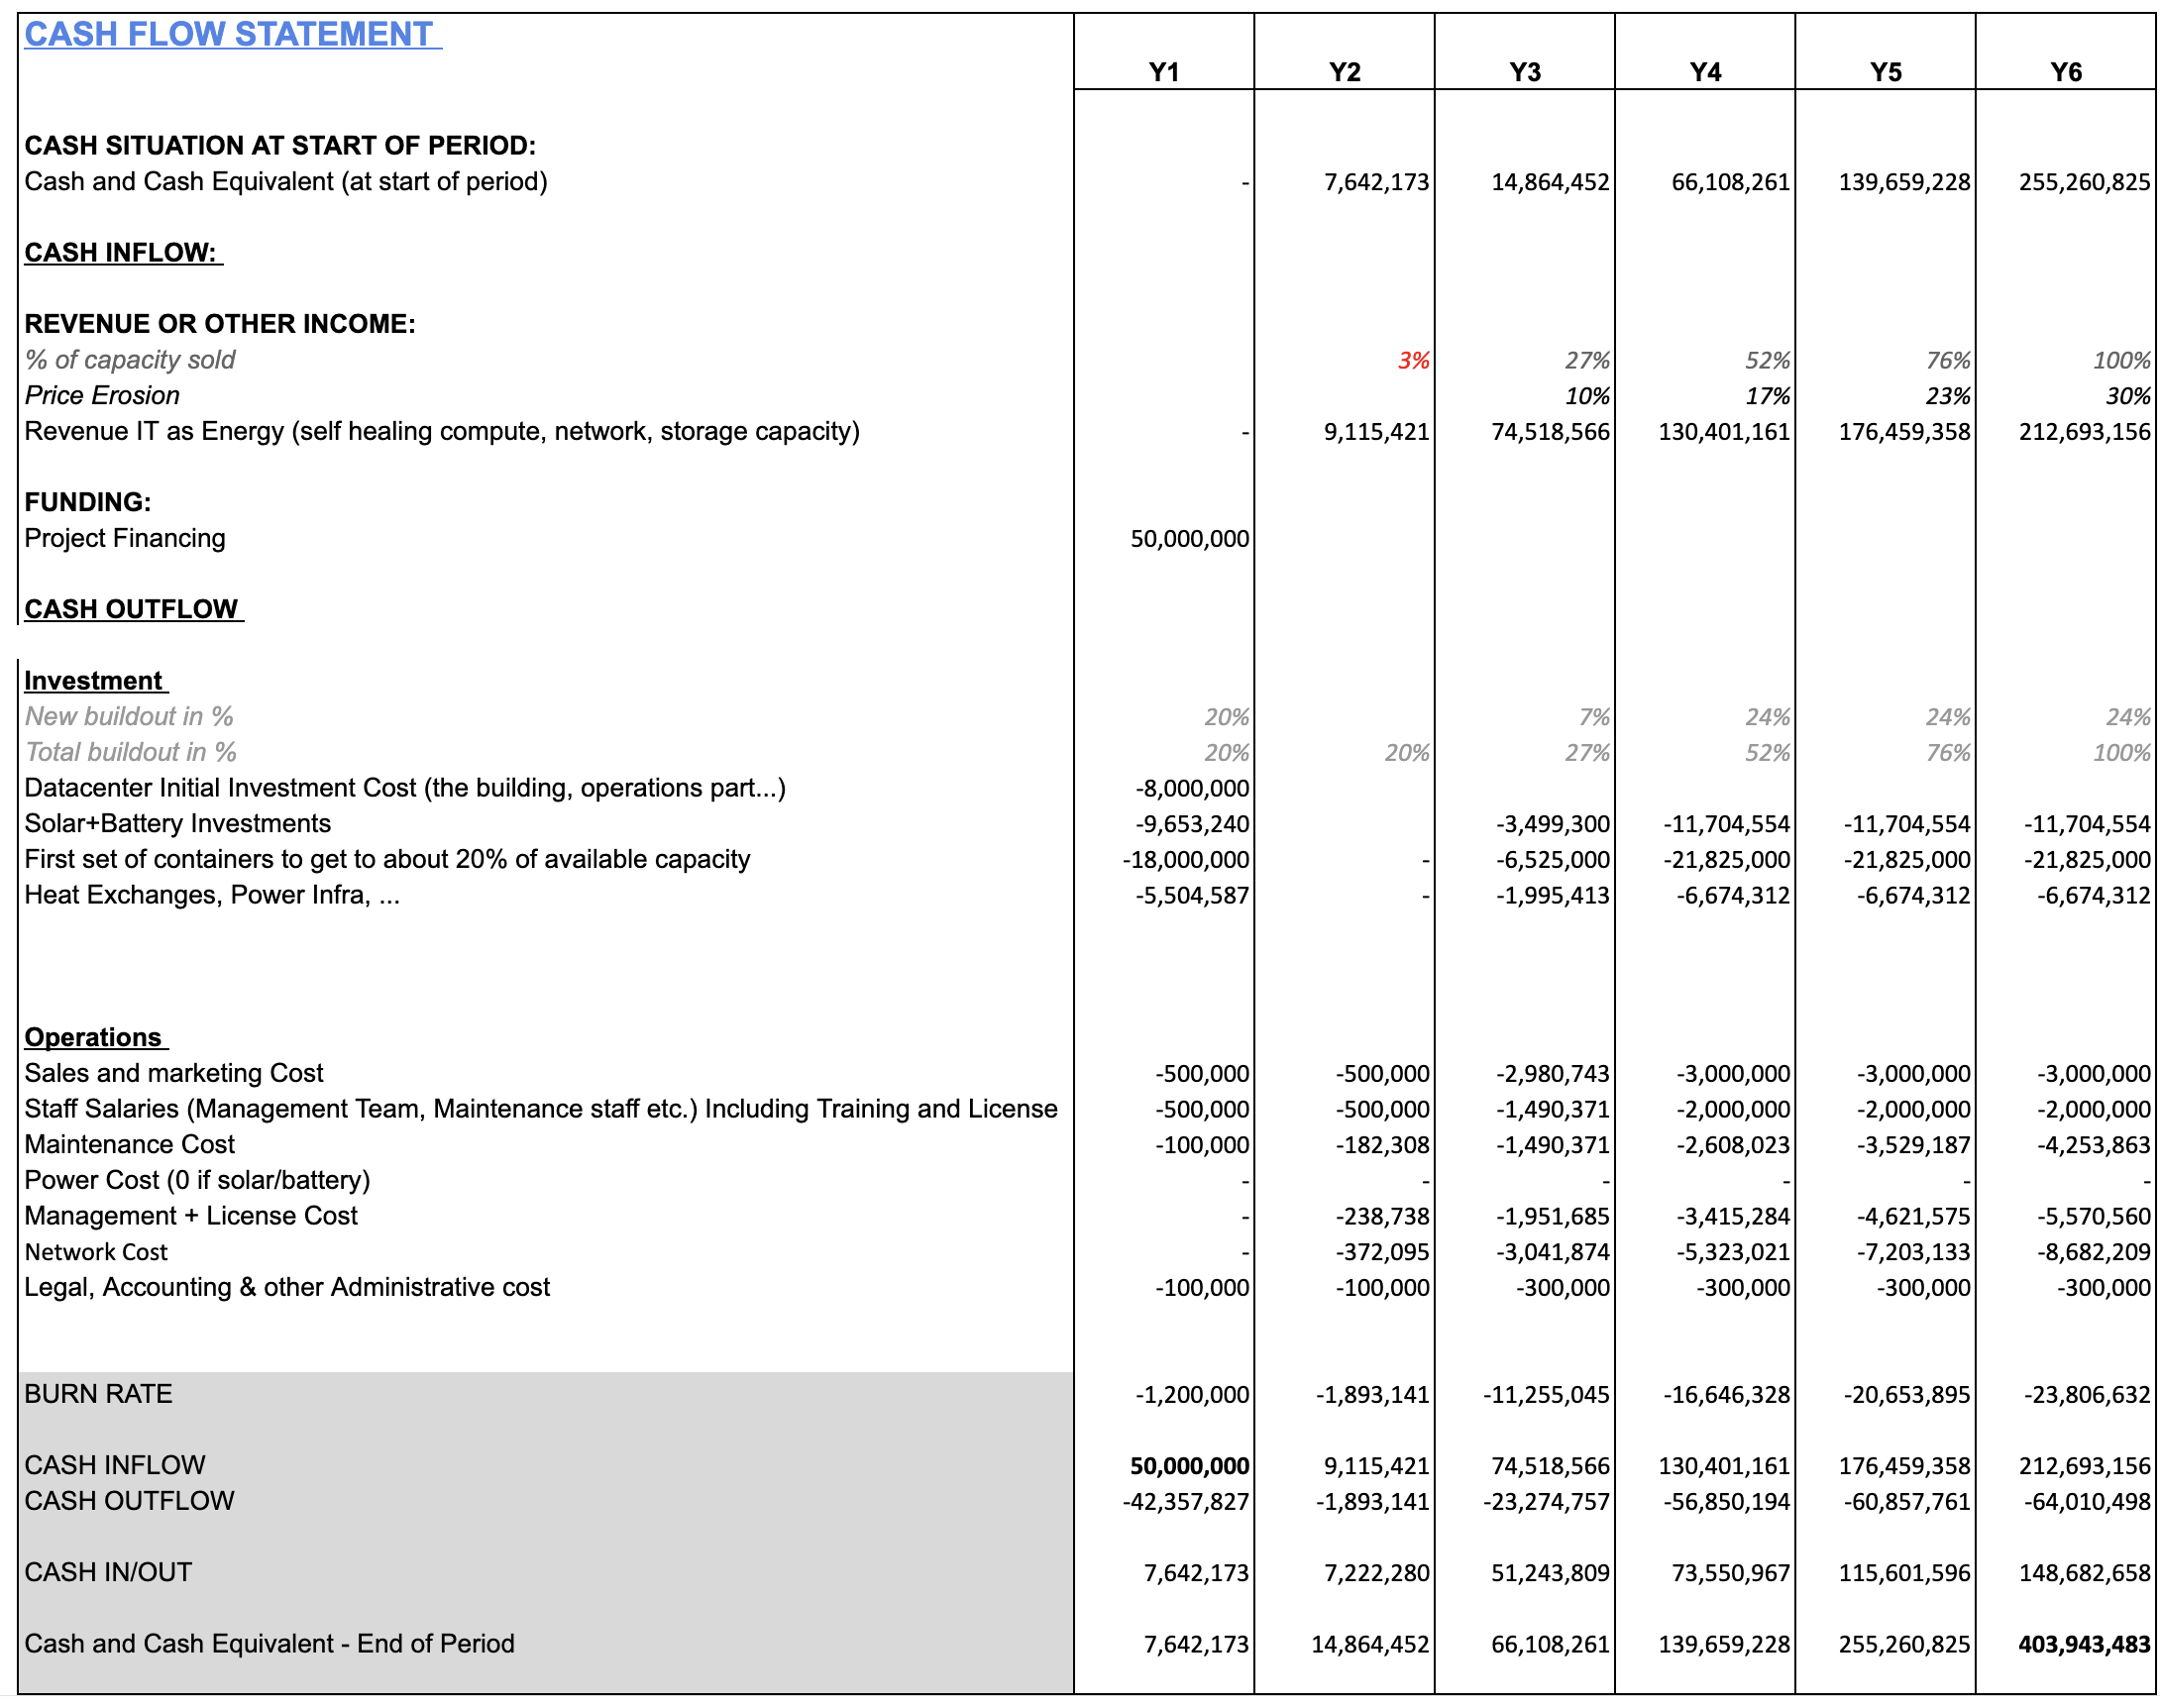 CASH FLOW STATEMENT
Y1 Y2 Y3 Y4 Y5 Y6
CASH SITUATION AT START OF PERIOD:
Cash and Cash Equivalent (at start of period) - 7,642,173 14,864,452 66,108,261 139,659,228 255,260,825
CASH INFLOW:
REVENUE OR OTHER INCOME:
% of capacity sold 3% 27% 52% 76% 100%
Price Erosion 10% 17% 23% 30%
Revenue IT as Energy (self healing compute, network, storage capacity) - 9,115,421 74,518,566 130,401,161 176,459,358 212,693,156
FUNDING:
Project Financing 50,000,000
CASH OUTFLOW
Investment
New buildout in % 20% 7% 24% 24% 24%
Total buildout in % 20% 20% 27% 52% 76% 100%
Datacenter Initial Investment Cost (the building, operations part...) -8,000,000
Solar+Battery Investments -9,653,240 -3,499,300 -11,704,554 -11,704,554 -11,704,554
First set of containers to get to about 20% of available capacity -18,000,000 - -6,525,000 -21,825,000 -21,825,000 -21,825,000
Heat Exchanges, Power Infra, ... -5,504,587 - -1,995,413 -6,674,312 -6,674,312 -6,674,312
Operations
Sales and marketing Cost -500,000 -500,000 -2,980,743 -3,000,000 -3,000,000 -3,000,000
Staff Salaries (Management Team, Maintenance staff etc.) Including Training and License -500,000 -500,000 -1,490,371 -2,000,000 -2,000,000 -2,000,000
Maintenance Cost -100,000 -182,308 -1,490,371 -2,608,023 -3,529,187 -4,253,863
Power Cost (0 if solar/battery) - - - - - -
Management + License Cost - -238,738 -1,951,685 -3,415,284 -4,621,575 -5,570,560
Network Cost - -372,095 -3,041,874 -5,323,021 -7,203,133 -8,682,209
Legal, Accounting & other Administrative cost -100,000 -100,000 -300,000 -300,000 -300,000 -300,000
BURN RATE -1,200,000 -1,893,141 -11,255,045 -16,646,328 -20,653,895 -23,806,632
CASH INFLOW 50,000,000 9,115,421 74,518,566 130,401,161 176,459,358 212,693,156
CASH OUTFLOW -42,357,827 -1,893,141 -23,274,757 -56,850,194 -60,857,761 -64,010,498
CASH IN/OUT 7,642,173 7,222,280 51,243,809 73,550,967 115,601,596 148,682,658
Cash and Cash Equivalent - End of Period 7,642,173 14,864,452 66,108,261 139,659,228 255,260,825 403,943,483